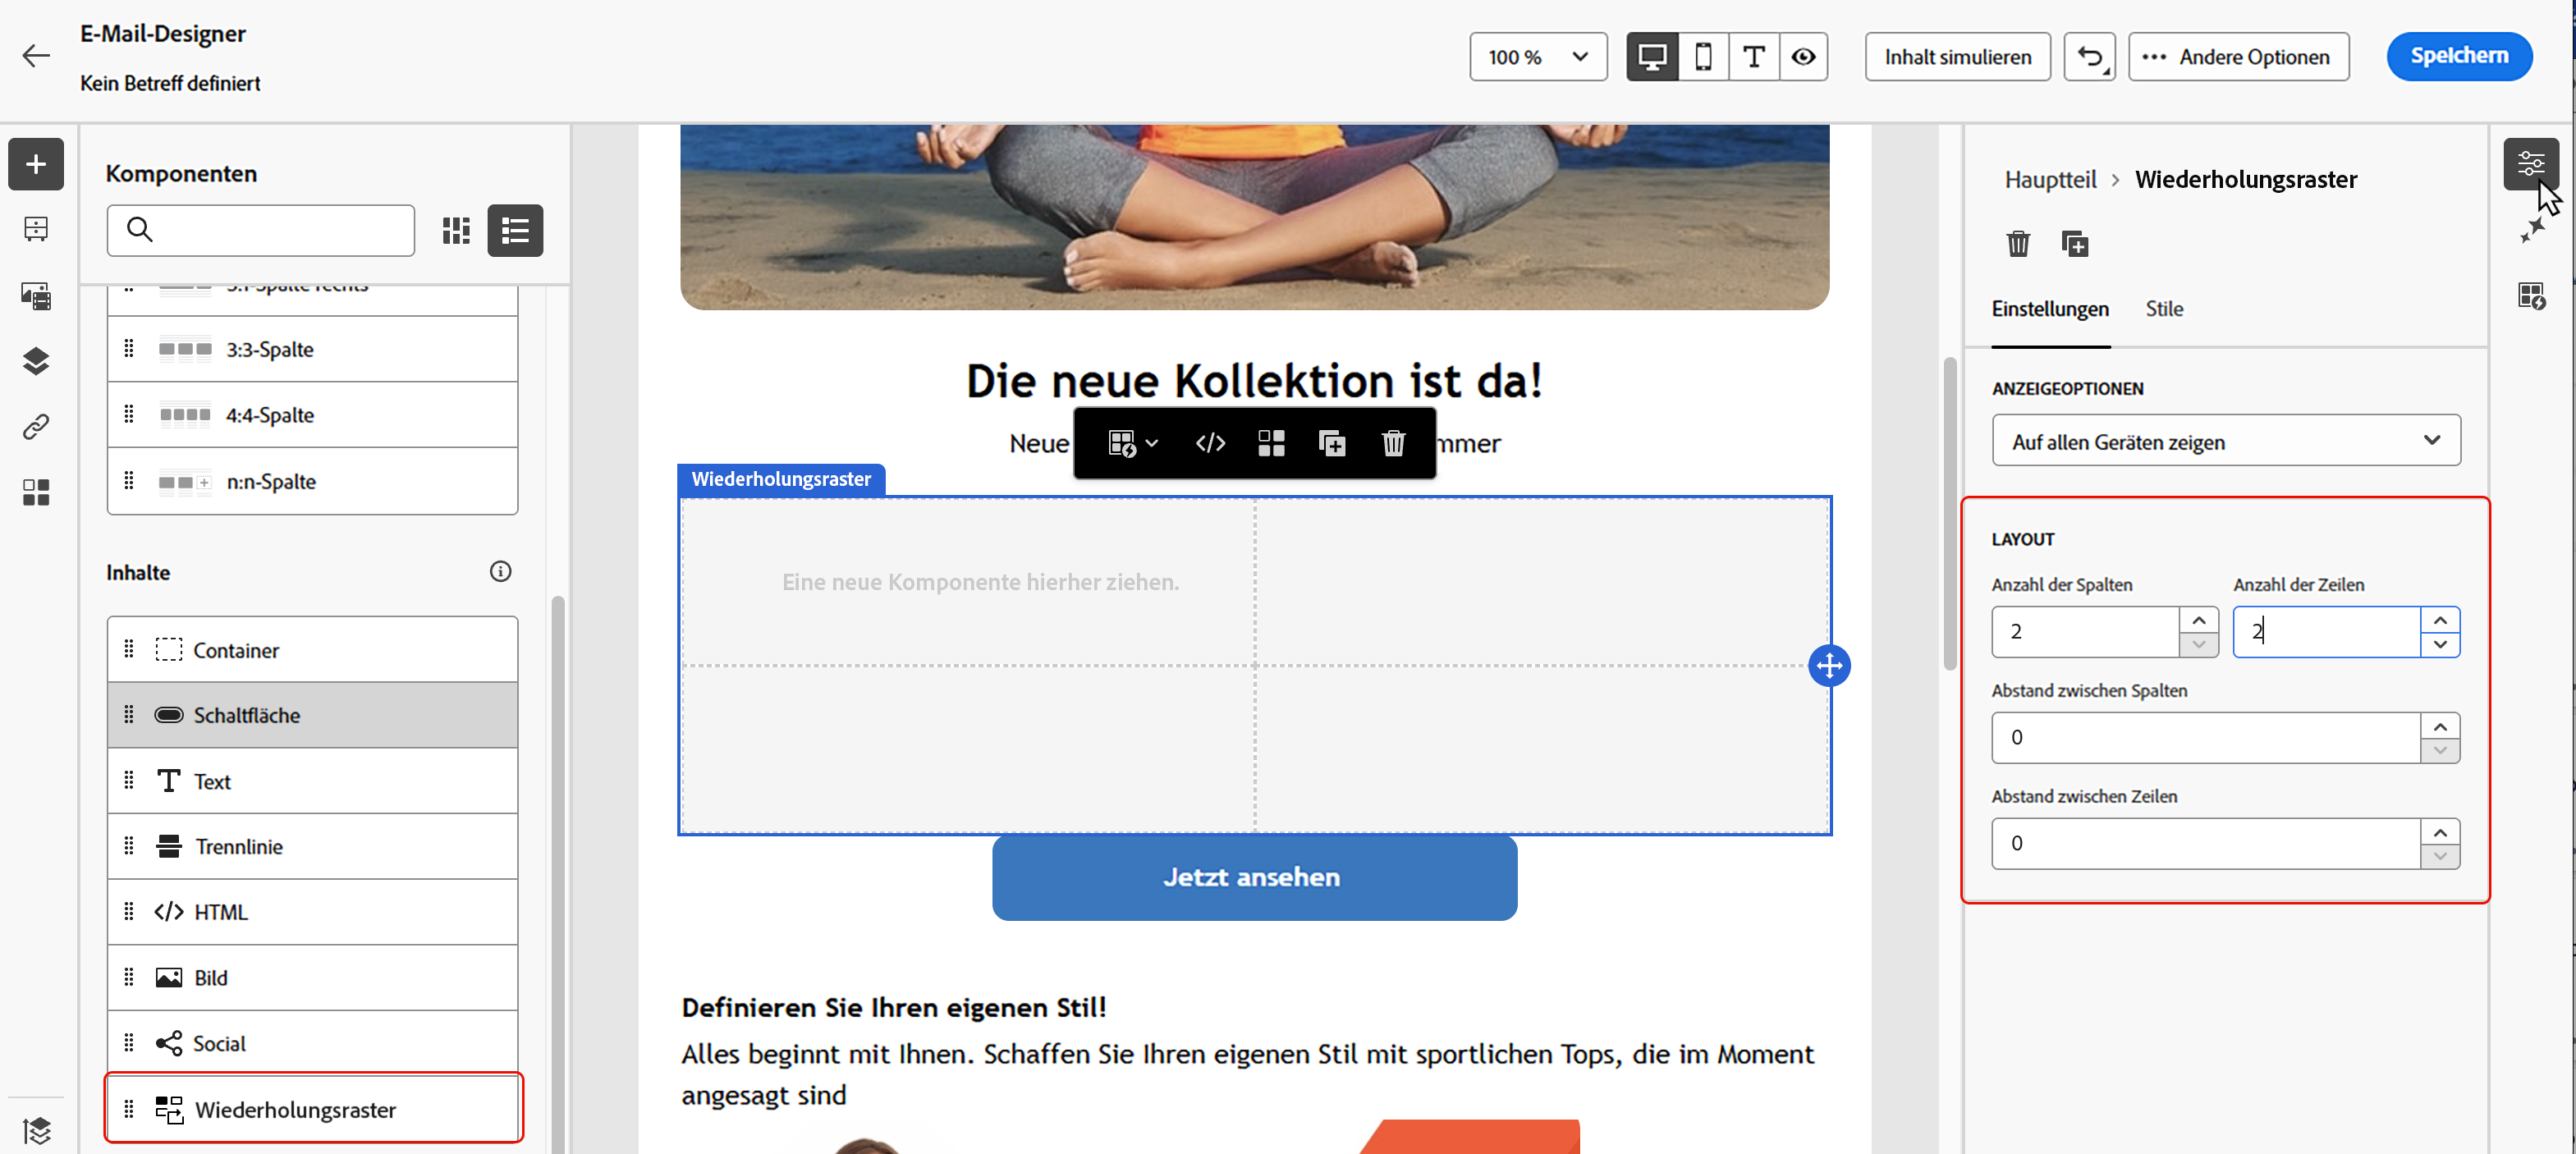 E-Mail-Designer
Kein Betreff definiert
100 %
Inhalt simulieren
Andere Optionen
Speichern
Komponenten
3:3-Spalte
4:4-Spalte
n:n-Spalte
Inhalte
Container
Schaltfläche
Text
Trennlinie
HTML
Bild
Social
Wiederholungsraster
Die neue Kollektion ist da!
Neue
Wiederholungsraster
Eine neue Komponente hierher ziehen.
Jetzt ansehen
Definieren Sie Ihren eigenen Stil!
Alles beginnt mit Ihnen. Schaffen Sie Ihren eigenen Stil mit sportlichen Tops, die im Moment
angesagt sind
Hauptteil > Wiederholungsraster
Einstellungen Stile
ANZEIGEOPTIONEN
Auf allen Geräten zeigen
LAYOUT
Anzahl der Spalten Anzahl der Zeilen
2 2
Abstand zwischen Spalten
0
Abstand zwischen Zeilen
0